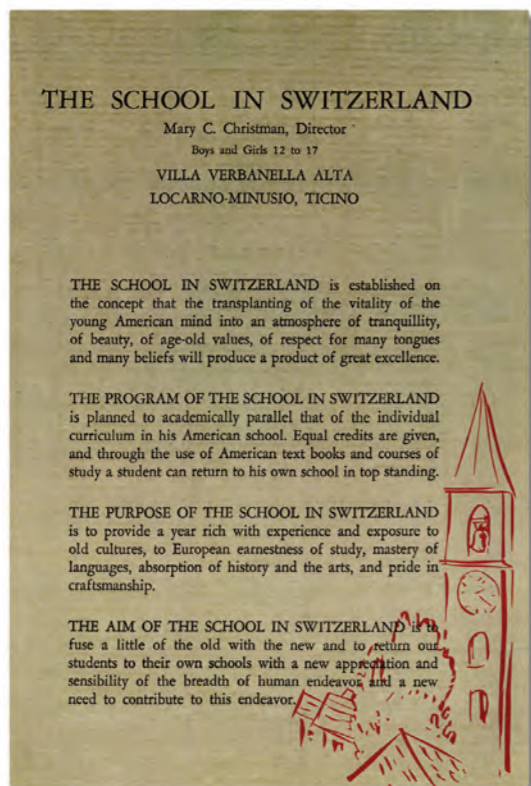 THE SCHOOL IN SWITZERLAND
Mary C. Christman, Director
Boys and Girls 12 to 17
VILLA VERBANELLA ALTA
LOCARNO-MINUSIO, TICINO
THE SCHOOL IN SWITZERLAND is established on
the concept that the transplanting of the vitality of the
young American mind into an atmosphere of tranquillity,
of beauty, of age-old values, of respect for many tongues
and many beliefs will produce a product of great excellence.
THE PROGRAM OF THE SCHOOL IN SWITZERLAND
is planned to academically parallel that of the individual
curriculum in his American school. Equal credits are given,
and through the use of American text books and courses of
study a student can return to his own school in top standing.
THE PURPOSE OF THE SCHOOL IN SWITZERLAND
is to provide a year rich with experience and exposure to
old cultures, to European earnestness of study, mastery of
languages, absorption of history and the arts, and pride in
craftsmanship.
THE AIM OF THE SCHOOL IN SWITZERLAND is to
fuse a little of the old with the new and to return our
students to their own schools with a new appreciation and
sensibility of the breadth of human endeavor and a new
need to contribute to this endeavor.